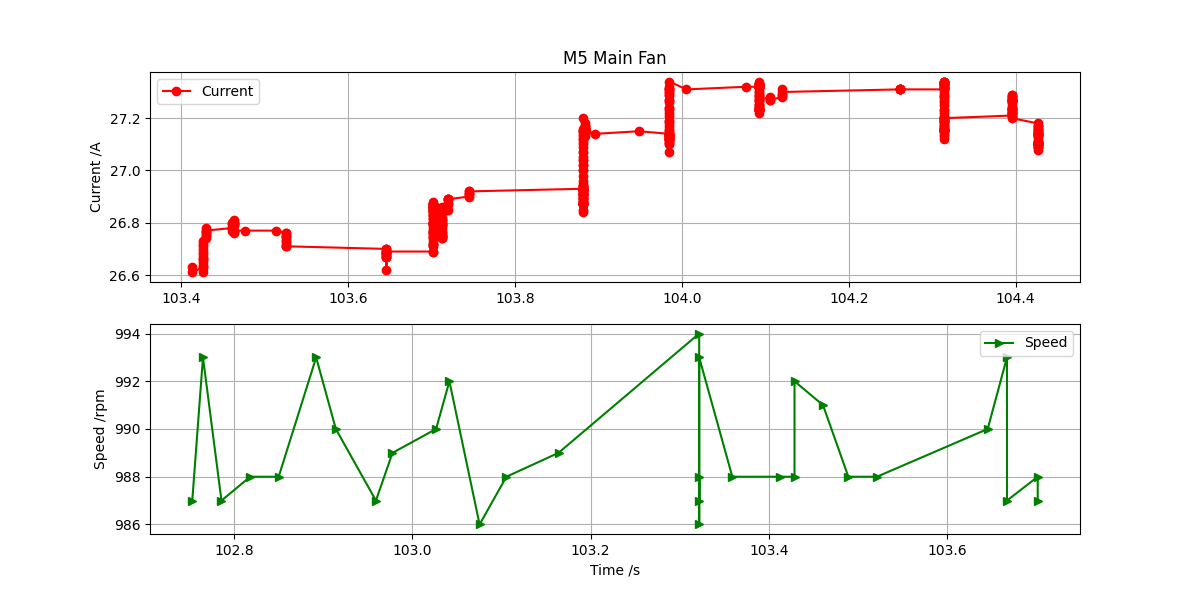 M5 Main Fan
Current
Current /A
27.2
27.0
26.8
26.6
103.4 103.6 103.8 104.0 104.2 104.4
Speed
Speed /rpm
994
992
990
988
986
102.8 103.0 103.2 103.4 103.6
Time /s